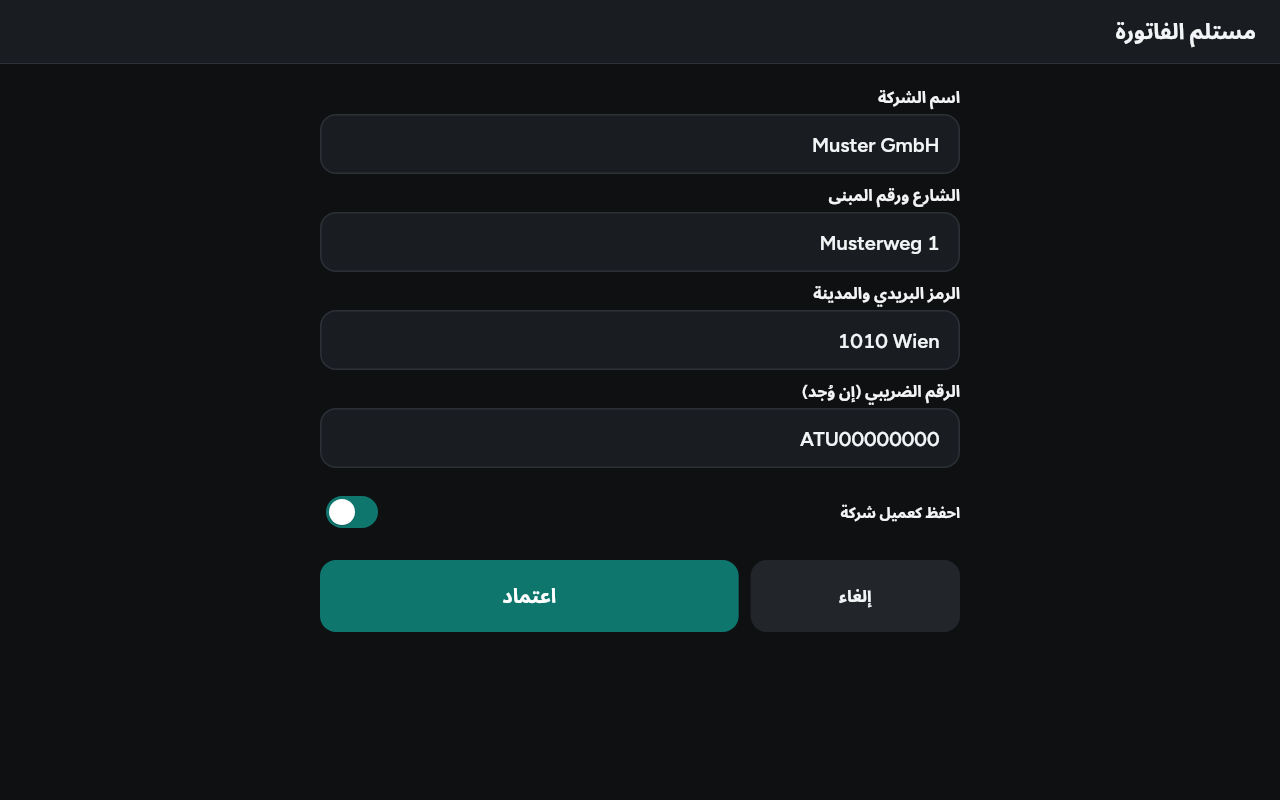 مستلم الفاتورة
اسم الشركة
Muster GmbH
الشارع ورقم المبنى
Musterweg 1
الرمز البريدي والمدينة
1010 Wien
الرقم الضريبي (إن وُجد)
ATU00000000
احفظ كعميل شركة
إلغاء
اعتماد